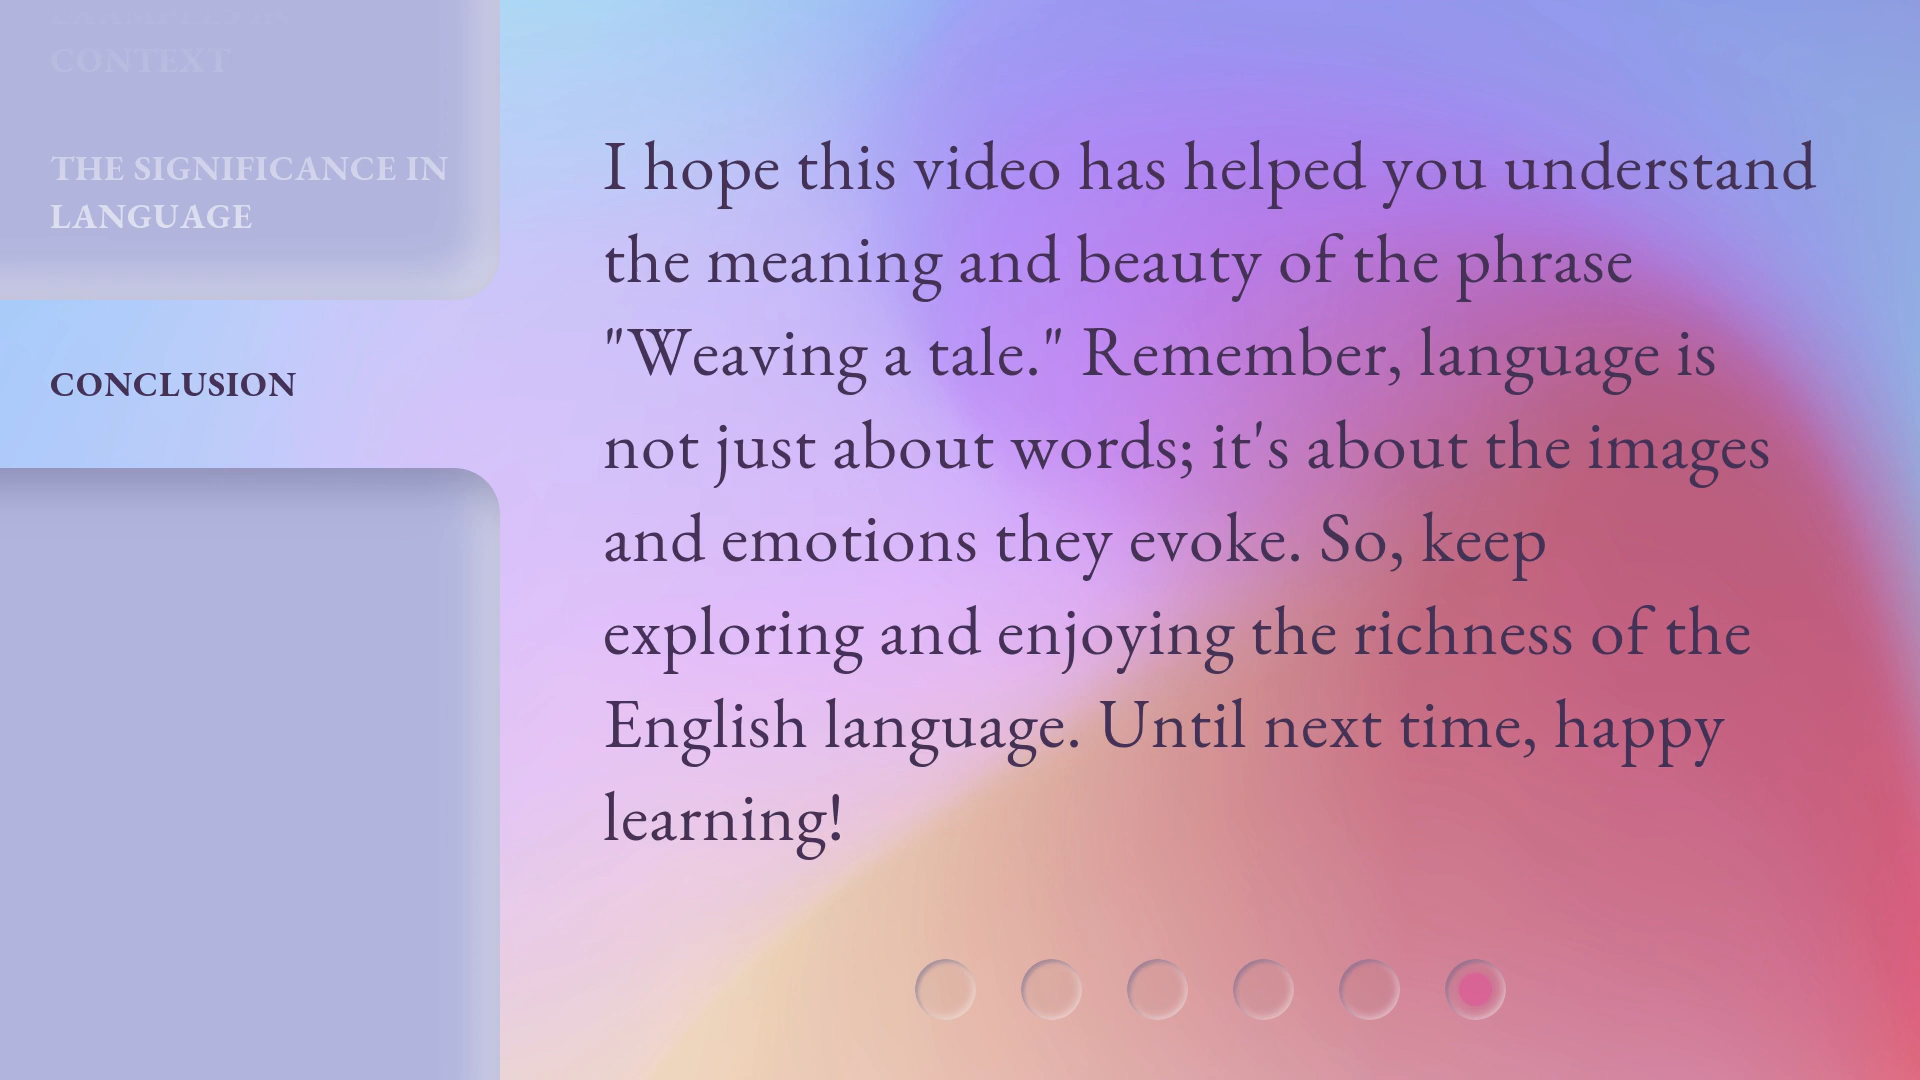 CONTEXT
THE SIGNIFICANCE IN
LANGUAGE
CONCLUSION
I hope this video has helped you understand
the meaning and beauty of the phrase
"Weaving a tale." Remember, language is
not just about words; it's about the images
and emotions they evoke. So, keep
exploring and enjoying the richness of the
English language. Until next time, happy
learning!